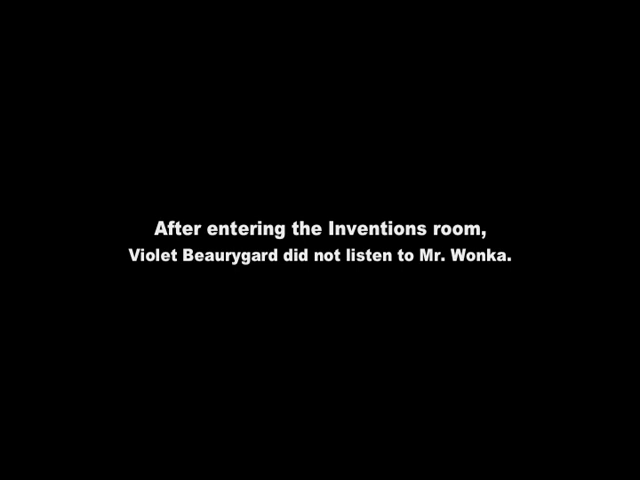 After entering the Inventions room,
Violet Beaurygard did not listen to Mr. Wonka.